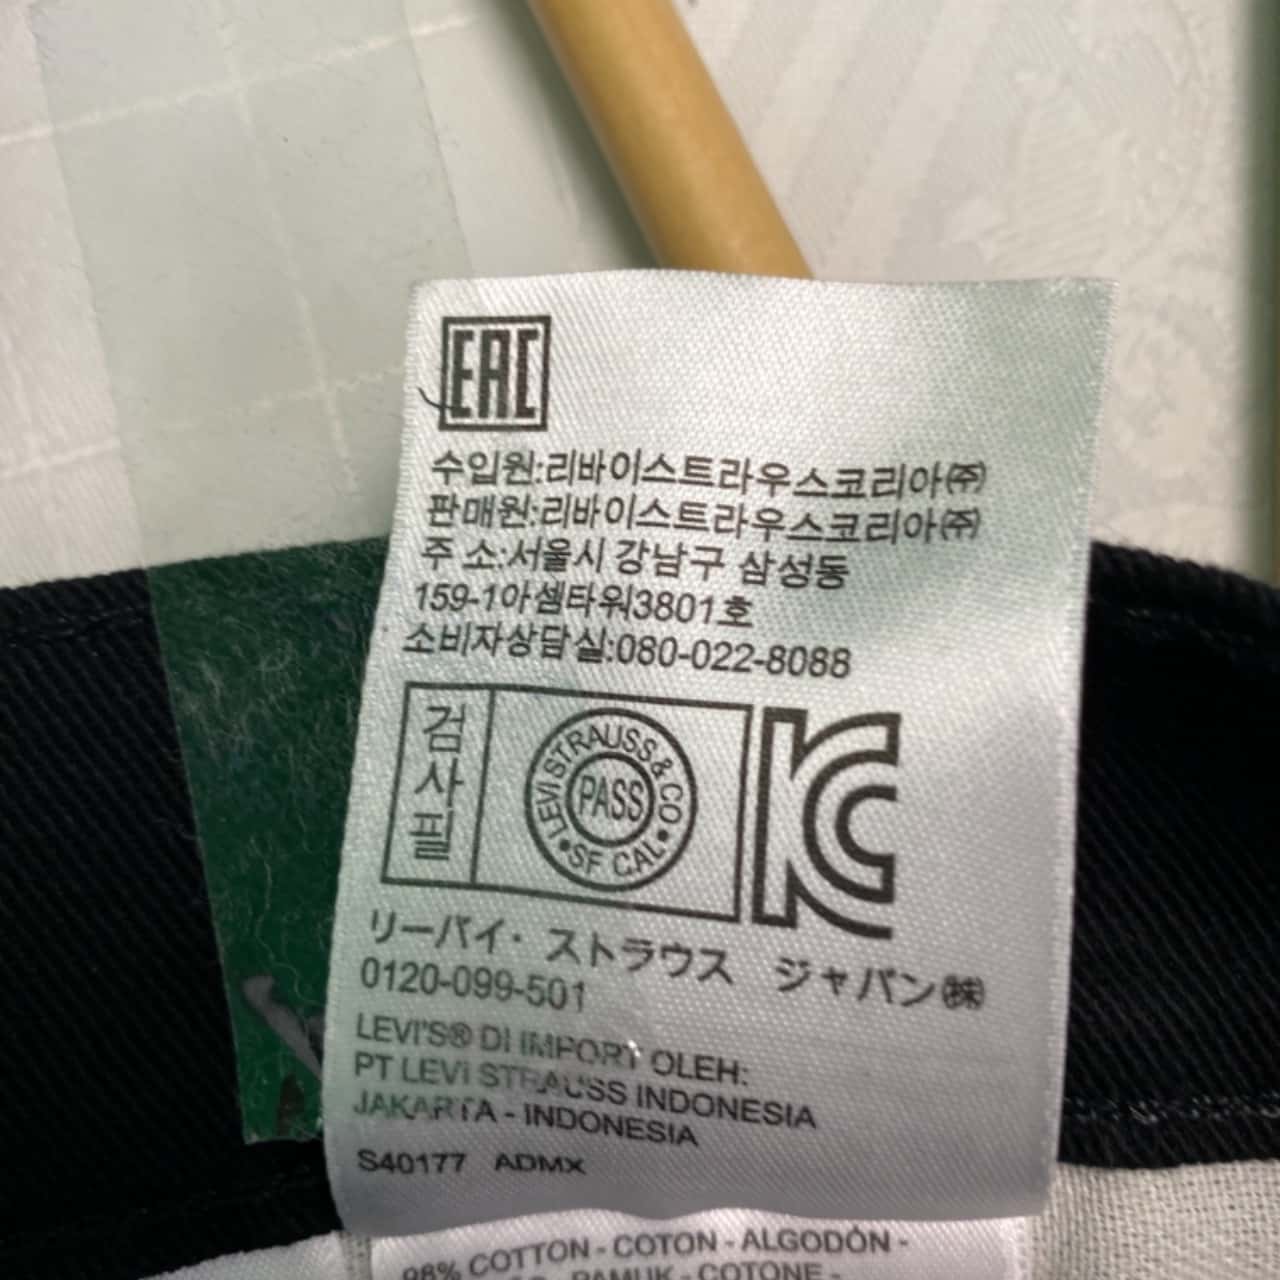 EAC
수입원:리바이스트라우스코리아㈜
판매원:리바이스트라우스코리아㈜
주 소:서울시 강남구 삼성동
159-1아셈타워3801호
소비자상담실:080-022-8088
검사필
LEVI STRAUSS & CO
PASS
• SF CAL •
KC
リーバイ・ストラウス ジャパン㈱
0120-099-501
LEVI'S® DI IMPORT OLEH:
PT LEVI STRAUSS INDONESIA
JAKARTA - INDONESIA
S40177 ADMX
98% COTTON - COTON - ALGODÓN -
PAMUK - COTONE -